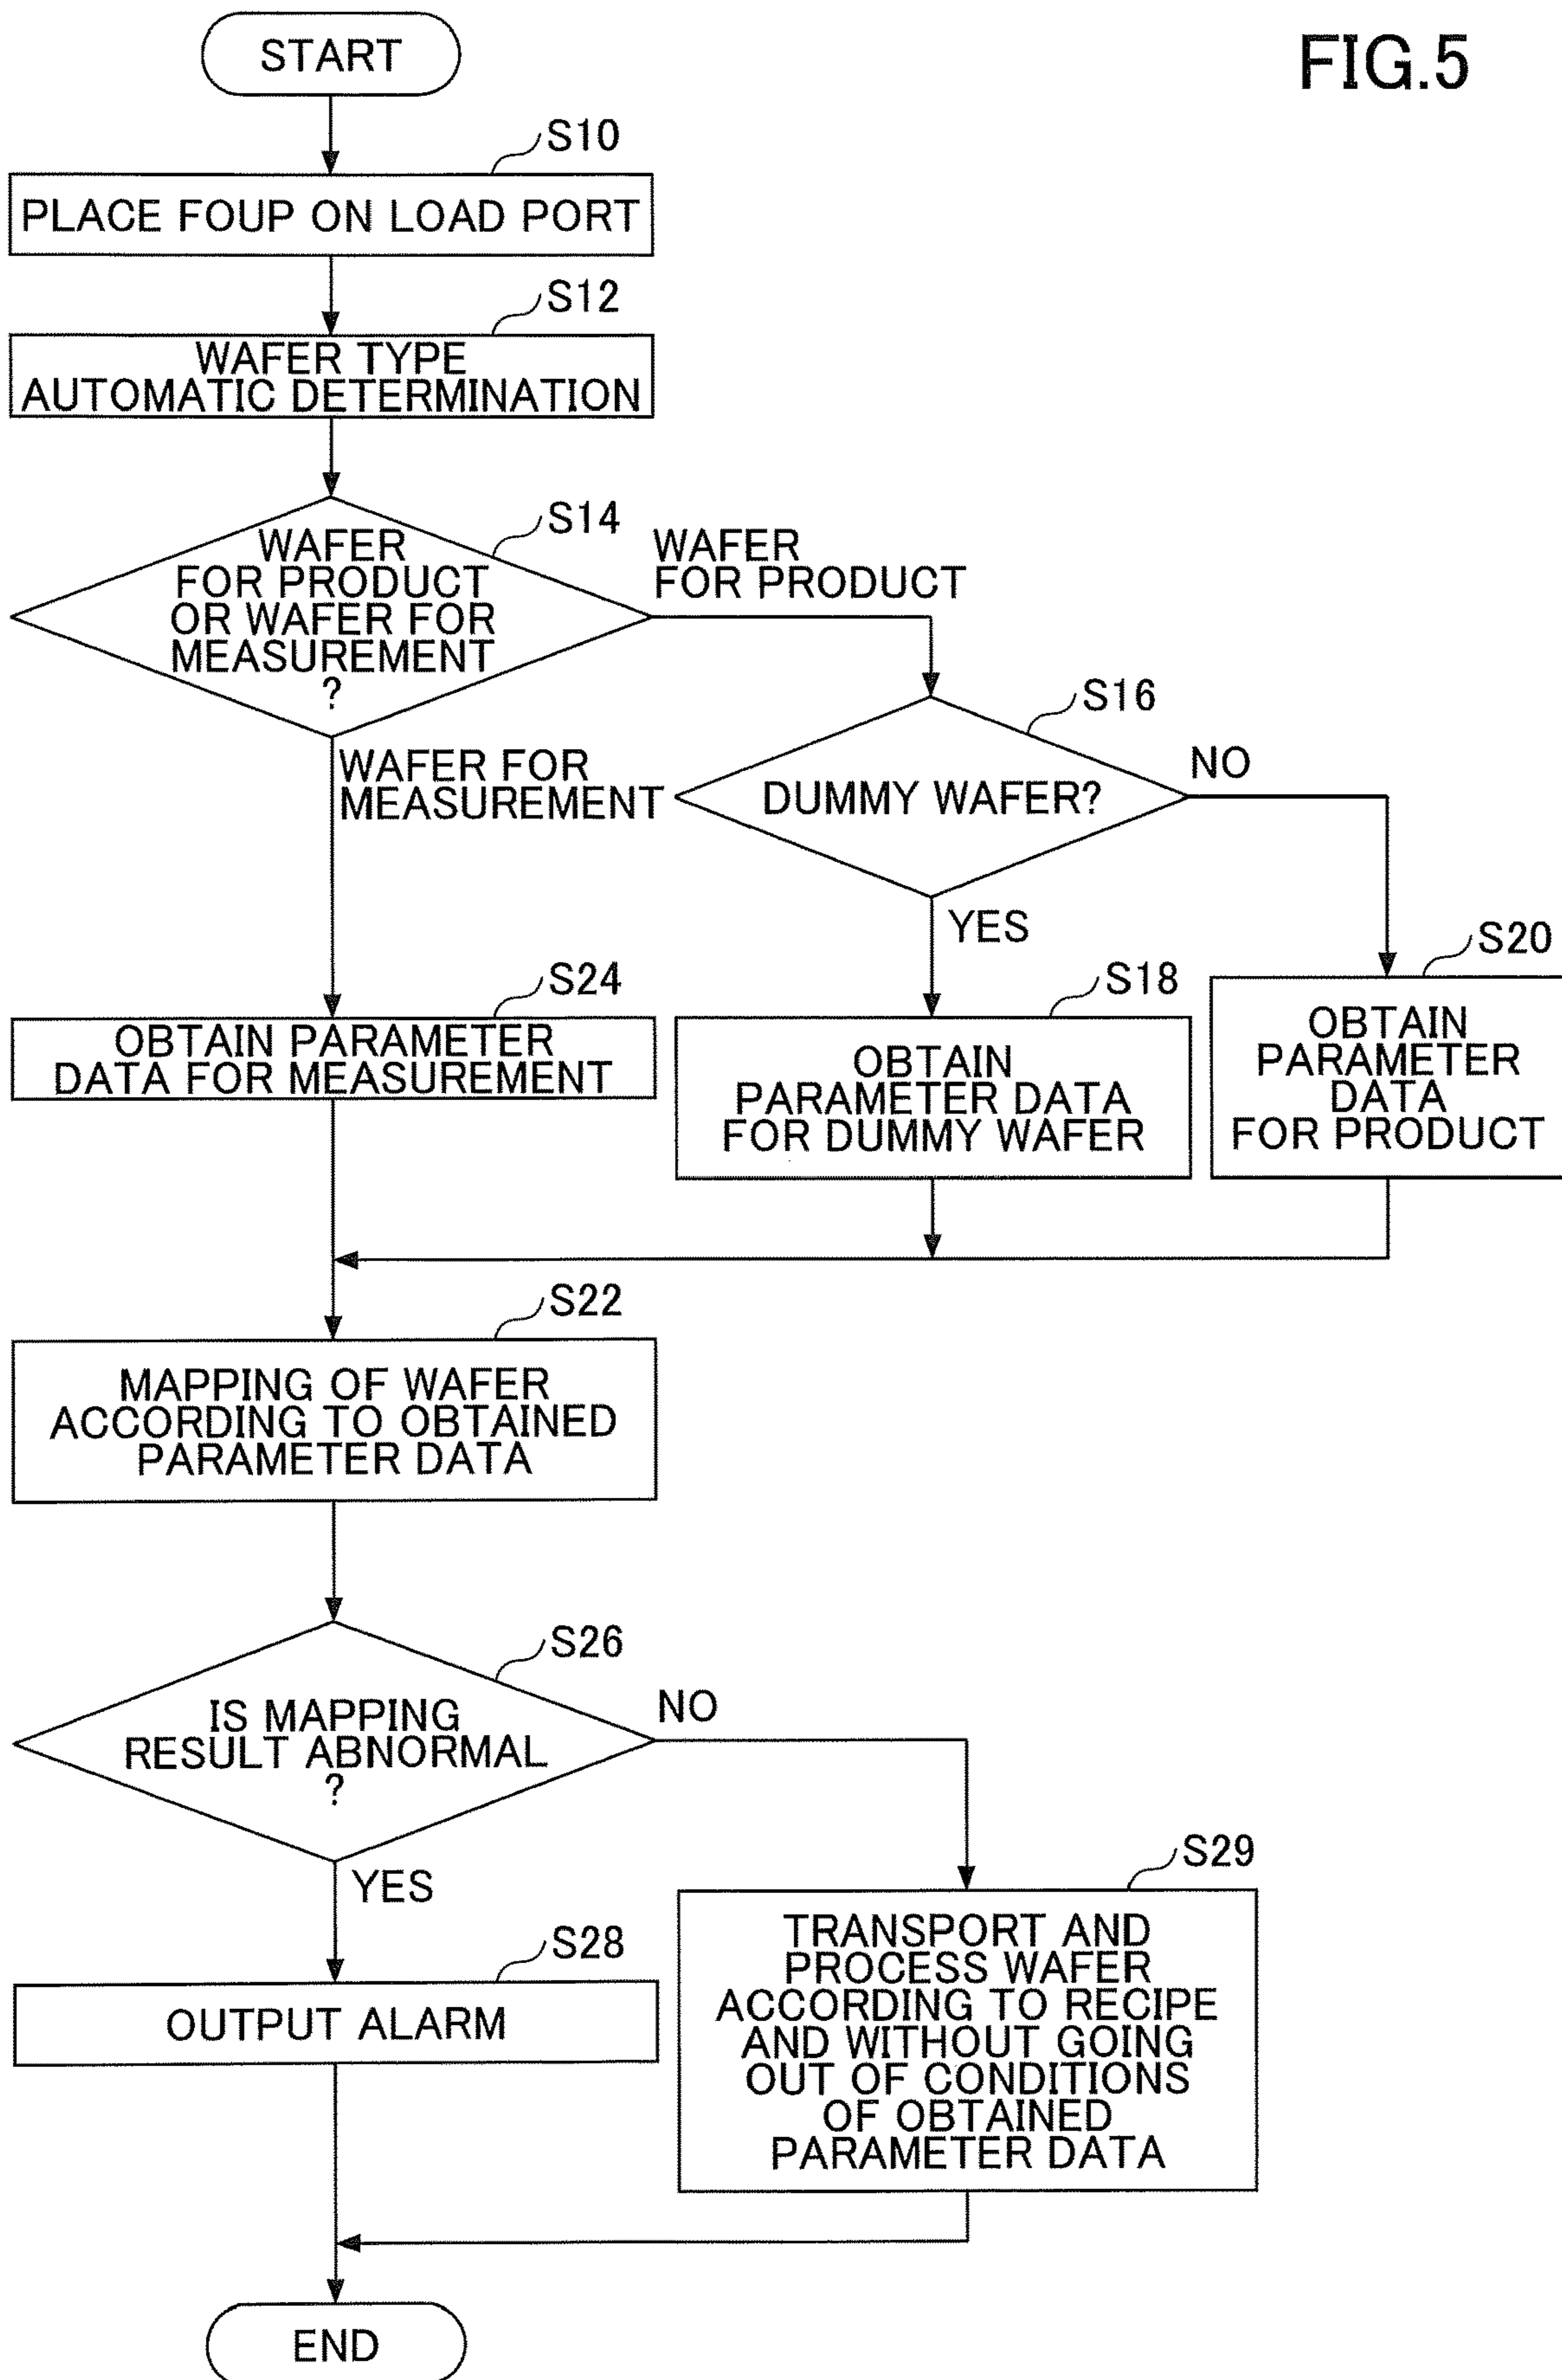 FIG.5
START
S10
PLACE FOUP ON LOAD PORT
S12
WAFER TYPE
AUTOMATIC DETERMINATION
S14
WAFER
FOR PRODUCT
OR WAFER FOR
MEASUREMENT
?
WAFER
FOR PRODUCT
WAFER FOR
MEASUREMENT
S16
DUMMY WAFER?
NO
YES
S24
OBTAIN PARAMETER
DATA FOR MEASUREMENT
S18
OBTAIN
PARAMETER DATA
FOR DUMMY WAFER
S20
OBTAIN
PARAMETER
DATA
FOR PRODUCT
S22
MAPPING OF WAFER
ACCORDING TO OBTAINED
PARAMETER DATA
S26
IS MAPPING
RESULT ABNORMAL
?
NO
YES
S28
OUTPUT ALARM
S29
TRANSPORT AND
PROCESS WAFER
ACCORDING TO RECIPE
AND WITHOUT GOING
OUT OF CONDITIONS
OF OBTAINED
PARAMETER DATA
END